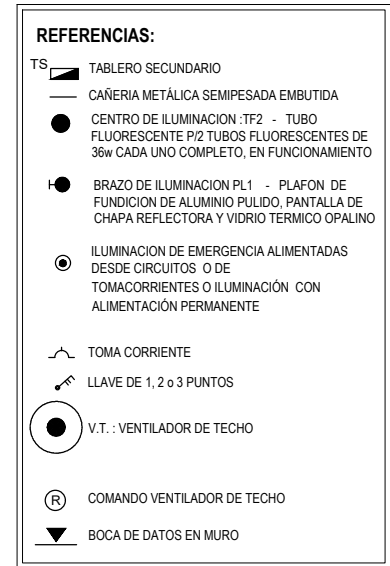 REFERENCIAS:
TS TABLERO SECUNDARIO
CAÑERIA METÁLICA SEMIPESADA EMBUTIDA
CENTRO DE ILUMINACION :TF2 - TUBO
FLUORESCENTE P/2 TUBOS FLUORESCENTES DE
36w CADA UNO COMPLETO, EN FUNCIONAMIENTO
BRAZO DE ILUMINACION PL1 - PLAFON DE
FUNDICION DE ALUMINIO PULIDO, PANTALLA DE
CHAPA REFLECTORA Y VIDRIO TERMICO OPALINO
ILUMINACION DE EMERGENCIA ALIMENTADAS
DESDE CIRCUITOS O DE
TOMACORRIENTES O ILUMINACIÓN CON
ALIMENTACIÓN PERMANENTE
TOMA CORRIENTE
LLAVE DE 1, 2 o 3 PUNTOS
V.T. : VENTILADOR DE TECHO
R COMANDO VENTILADOR DE TECHO
BOCA DE DATOS EN MURO